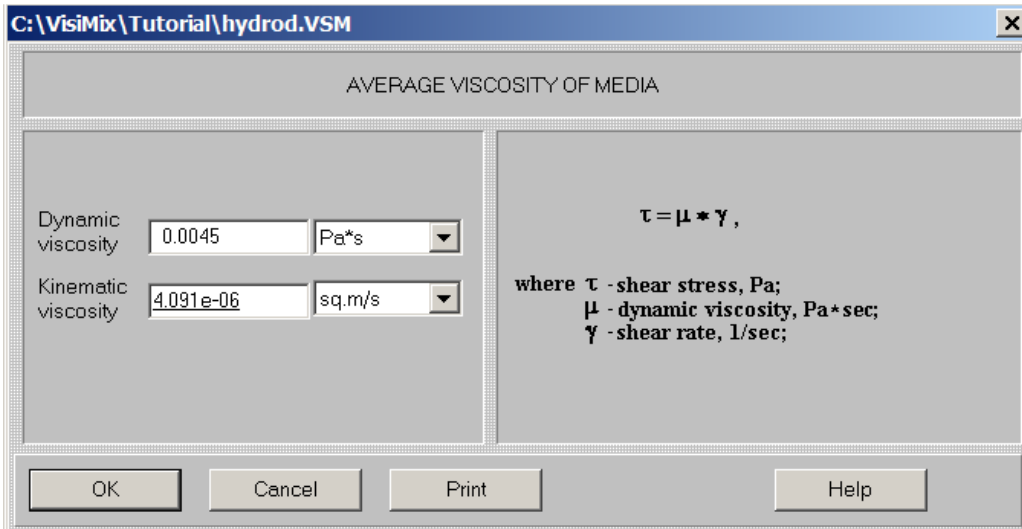 C:\VisiMix\Tutorial\hydrod.VSM
AVERAGE VISCOSITY OF MEDIA
Dynamic
viscosity
0.0045
Pa*s
Kinematic
viscosity
4.091e-06
sq.m/s
τ = μ * γ ,
where τ - shear stress, Pa;
μ - dynamic viscosity, Pa*sec;
γ - shear rate, 1/sec;
OK
Cancel
Print
Help